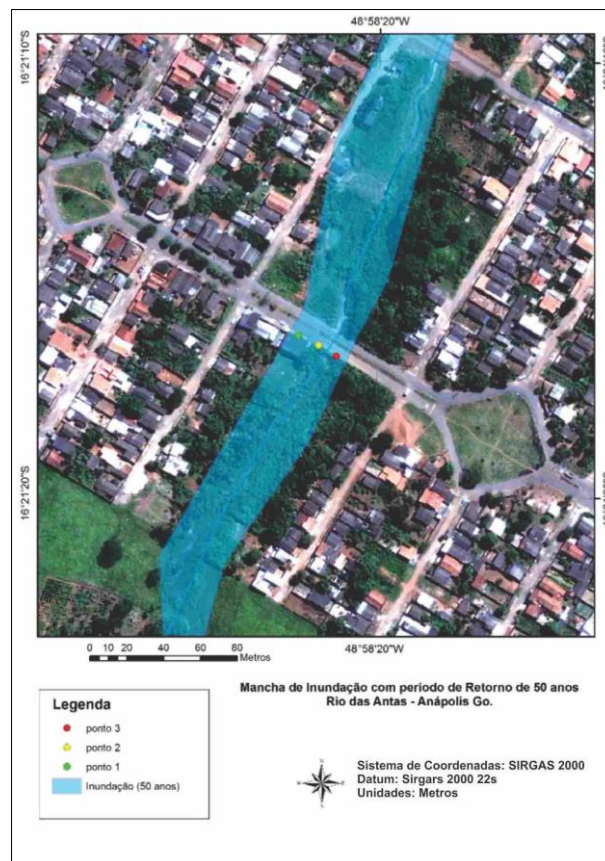 48°58'20"W
16°21'10"S
16°21'20"S
0 10 20 40 60 80
Metros
48°58'20"W
Mancha de Inundação com periodo de Retorno de 50 anos
Rio das Antas - Anápolis Go.
Legenda
ponto 3
ponto 2
ponto 1
Inundação (50 anos)
N
Sistema de Coordenadas: SIRGAS 2000
Datum: Sirgars 2000 22s
Unidades: Metros